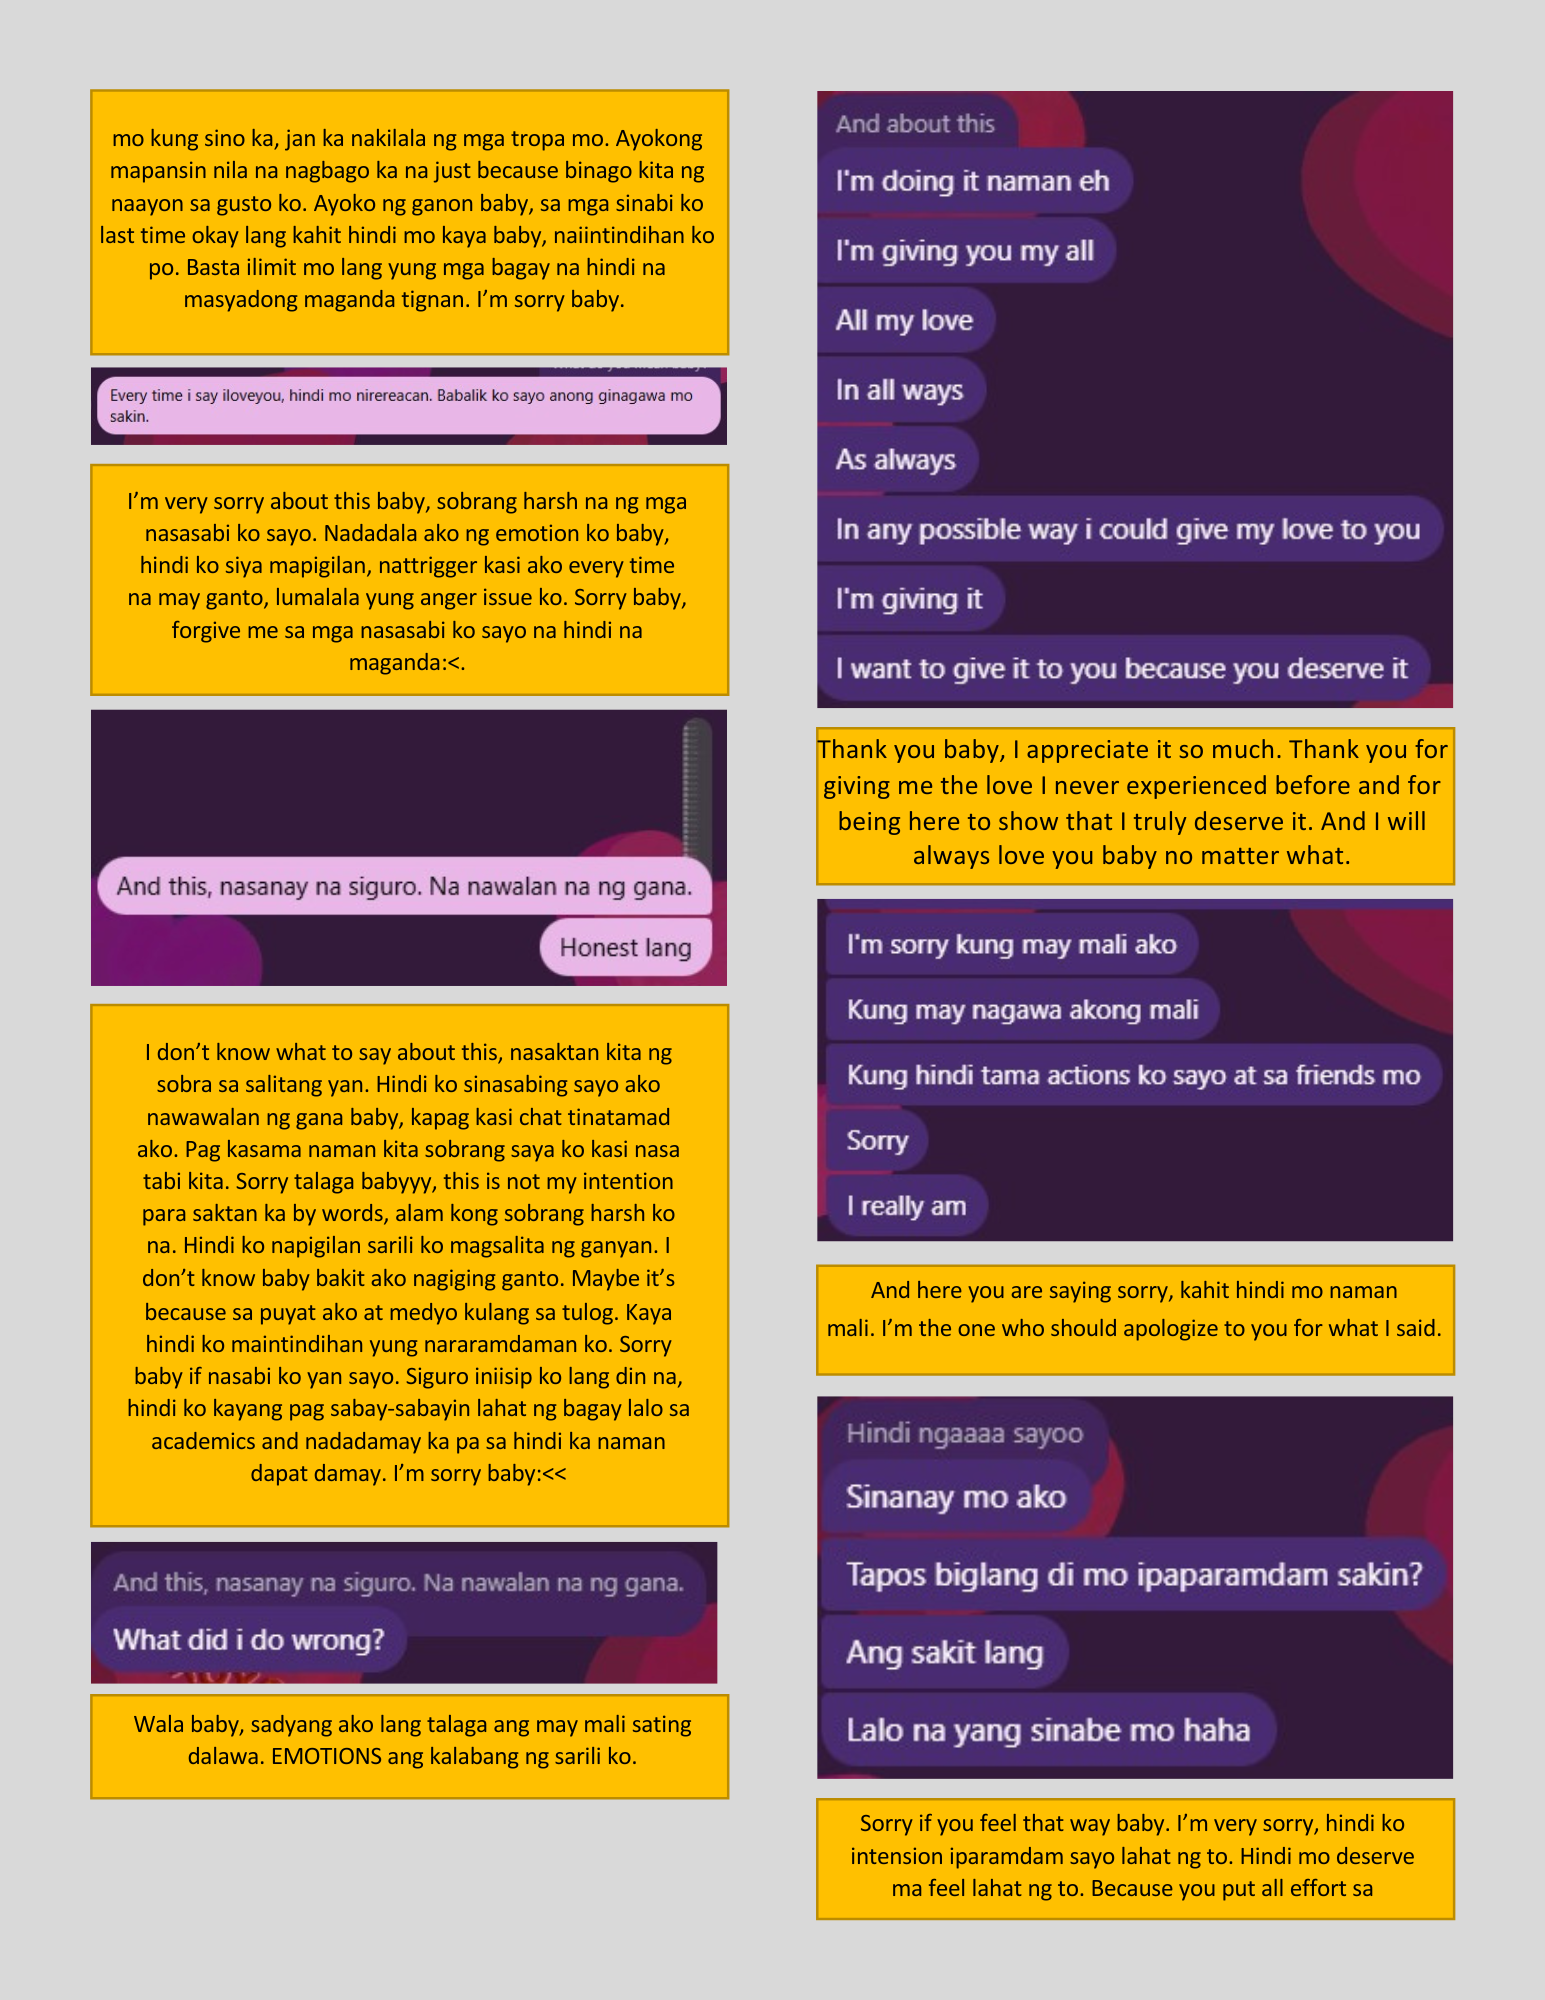 mo kung sino ka, jan ka nakilala ng mga tropa mo. Ayokong
mapansin nila na nagbago ka na just because binago kita ng
naayon sa gusto ko. Ayoko ng ganon baby, sa mga sinabi ko
last time okay lang kahit hindi mo kaya baby, naiintindihan ko
po. Basta ilimit mo lang yung mga bagay na hindi na
masyadong maganda tignan. I’m sorry baby.
Every time i say iloveyou, hindi mo nirereacan. Babalik ko sayo anong ginagawa mo
sakin.
I’m very sorry about this baby, sobrang harsh na ng mga
nasasabi ko sayo. Nadadala ako ng emotion ko baby,
hindi ko siya mapigilan, nattrigger kasi ako every time
na may ganto, lumalala yung anger issue ko. Sorry baby,
forgive me sa mga nasasabi ko sayo na hindi na
maganda:<.
And this, nasanay na siguro. Na nawalan na ng gana.
Honest lang
I don’t know what to say about this, nasaktan kita ng
sobra sa salitang yan. Hindi ko sinasabing sayo ako
nawawalan ng gana baby, kapag kasi chat tinatamad
ako. Pag kasama naman kita sobrang saya ko kasi nasa
tabi kita. Sorry talaga babyyy, this is not my intention
para saktan ka by words, alam kong sobrang harsh ko
na. Hindi ko napigilan sarili ko magsalita ng ganyan. I
don’t know baby bakit ako nagiging ganto. Maybe it’s
because sa puyat ako at medyo kulang sa tulog. Kaya
hindi ko maintindihan yung nararamdaman ko. Sorry
baby if nasabi ko yan sayo. Siguro iniisip ko lang din na,
hindi ko kayang pag sabay-sabayin lahat ng bagay lalo sa
academics and nadadamay ka pa sa hindi ka naman
dapat damay. I’m sorry baby:<<
And this, nasanay na siguro. Na nawalan na ng gana.
What did i do wrong?
Wala baby, sadyang ako lang talaga ang may mali sating
dalawa. EMOTIONS ang kalabang ng sarili ko.
And about this
I'm doing it naman eh
I'm giving you my all
All my love
In all ways
As always
In any possible way i could give my love to you
I'm giving it
I want to give it to you because you deserve it
Thank you baby, I appreciate it so much. Thank you for
giving me the love I never experienced before and for
being here to show that I truly deserve it. And I will
always love you baby no matter what.
I'm sorry kung may mali ako
Kung may nagawa akong mali
Kung hindi tama actions ko sayo at sa friends mo
Sorry
I really am
And here you are saying sorry, kahit hindi mo naman
mali. I’m the one who should apologize to you for what I said.
Hindi ngaaaa sayoo
Sinanay mo ako
Tapos biglang di mo ipaparamdam sakin?
Ang sakit lang
Lalo na yang sinabe mo haha
Sorry if you feel that way baby. I’m very sorry, hindi ko
intension iparamdam sayo lahat ng to. Hindi mo deserve
ma feel lahat ng to. Because you put all effort sa